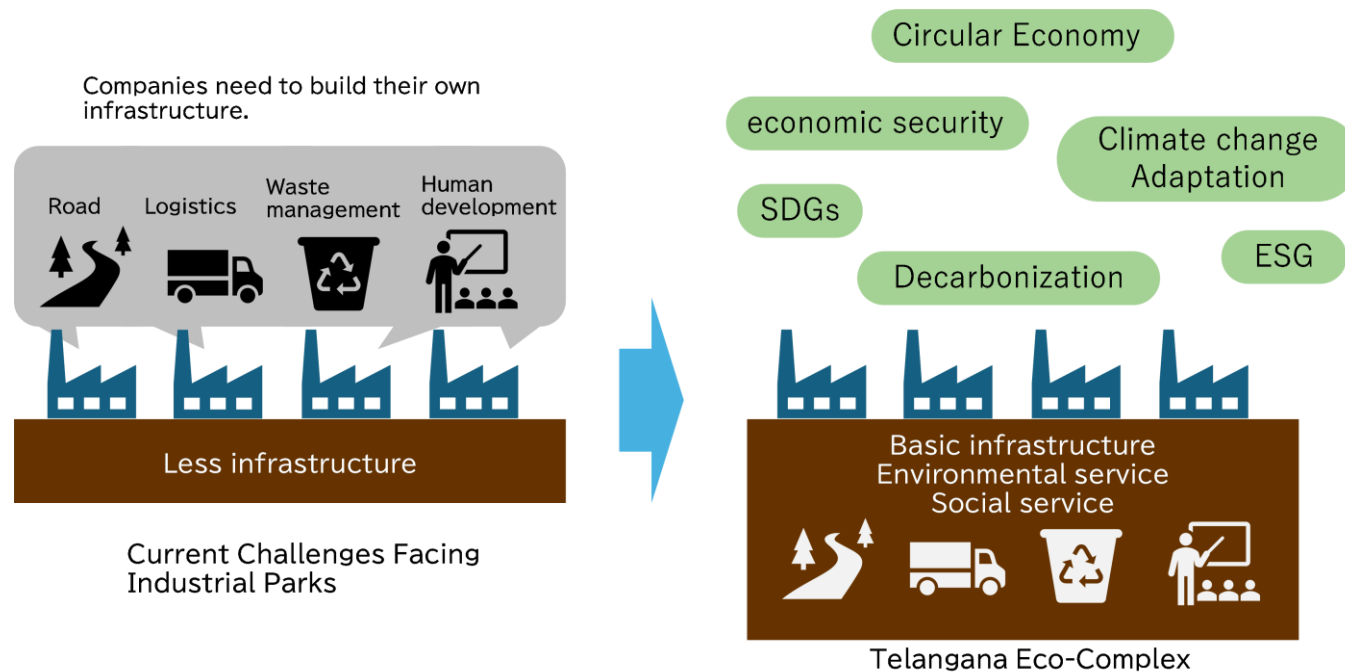 Companies need to build their own
infrastructure.
Road
Logistics
Waste
management
Human
development
Less infrastructure
Current Challenges Facing
Industrial Parks
Circular Economy
economic security
Climate change
Adaptation
SDGs
ESG
Decarbonization
Basic infrastructure
Environmental service
Social service
Telangana Eco-Complex